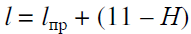 l = lпр + (11 − H)